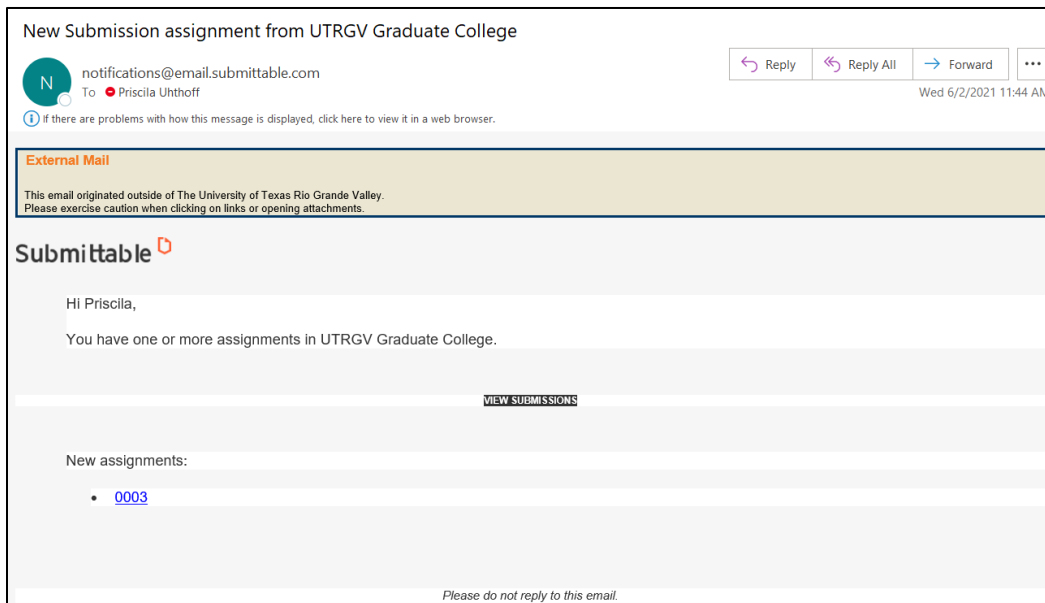 New Submission assignment from UTRGV Graduate College
N
notifications@email.submittable.com
To Priscila Uhthoff
Reply
Reply All
Forward
Wed 6/2/2021 11:44 AM
If there are problems with how this message is displayed, click here to view it in a web browser.
External Mail
This email originated outside of The University of Texas Rio Grande Valley.
Please exercise caution when clicking on links or opening attachments.
Submittable
Hi Priscila,
You have one or more assignments in UTRGV Graduate College.
VIEW SUBMISSIONS
New assignments:
• 0003
Please do not reply to this email.